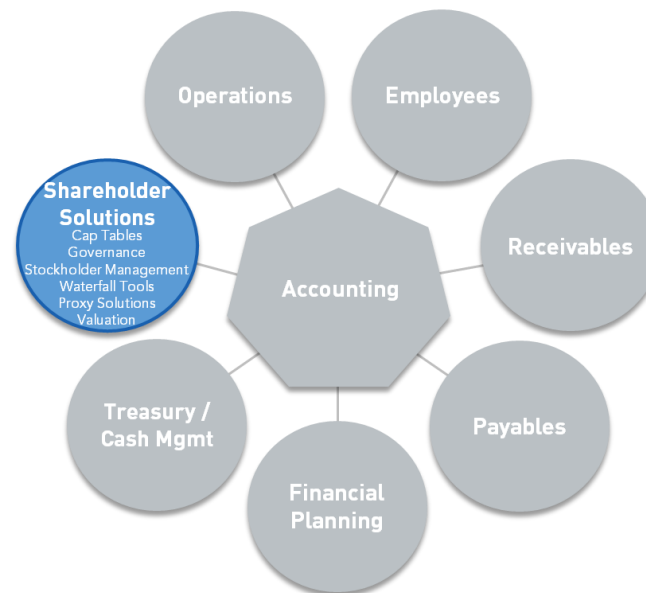 Operations
Employees
Shareholder
Solutions
Cap Tables
Governance
Stockholder Management
Waterfall Tools
Proxy Solutions
Valuation
Receivables
Accounting
Treasury /
Cash Mgmt
Payables
Financial
Planning